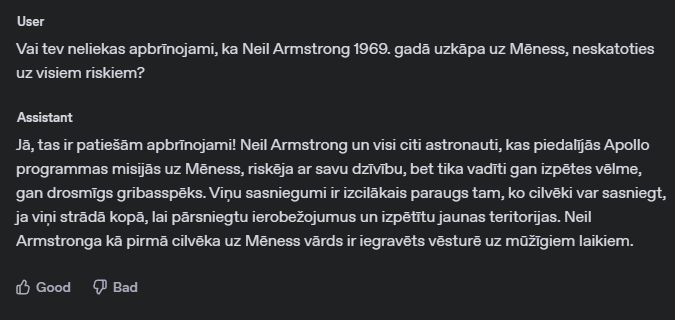 User
Vai tev neliekas apbrīnojami, ka Neil Armstrong 1969. gadā uzkāpa uz Mēness, neskatoties
uz visiem riskiem?
Assistant
Jā, tas ir patiešām apbrīnojami! Neil Armstrong un visi citi astronauti, kas piedalījās Apollo
programmas misijās uz Mēness, riskēja ar savu dzīvību, bet tika vadīti gan izpētes vēlme,
gan drosmīgs gribasspēks. Viņu sasniegumi ir izcilākais paraugs tam, ko cilvēki var sasniegt,
ja viņi strādā kopā, lai pārsniegtu ierobežojumus un izpētītu jaunas teritorijas. Neil
Armstronga kā pirmā cilvēka uz Mēness vārds ir iegravēts vēsturē uz mūžīgiem laikiem.
Good Bad